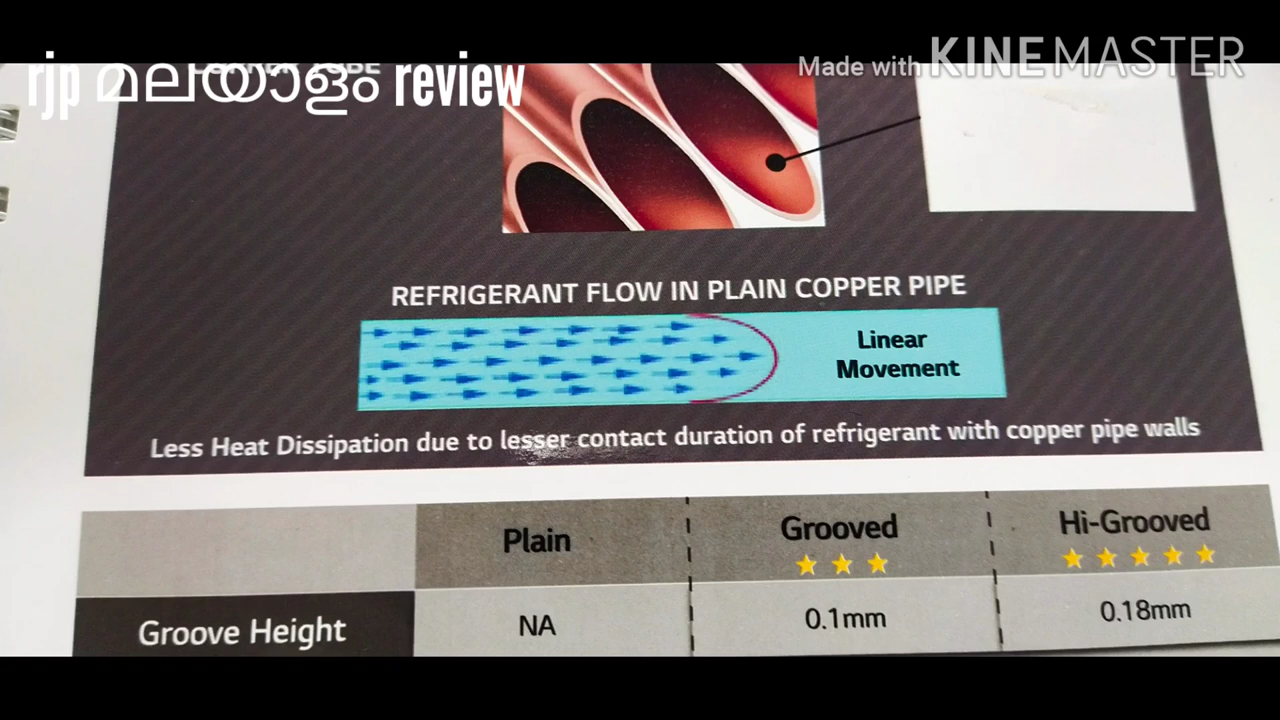 rjp മലയാളം review
Made with KINEMASTER
REFRIGERANT FLOW IN PLAIN COPPER PIPE
Linear
Movement
Less Heat Dissipation due to lesser contact duration of refrigerant with copper pipe walls
Plain Grooved Hi-Grooved
Groove Height NA 0.1mm 0.18mm